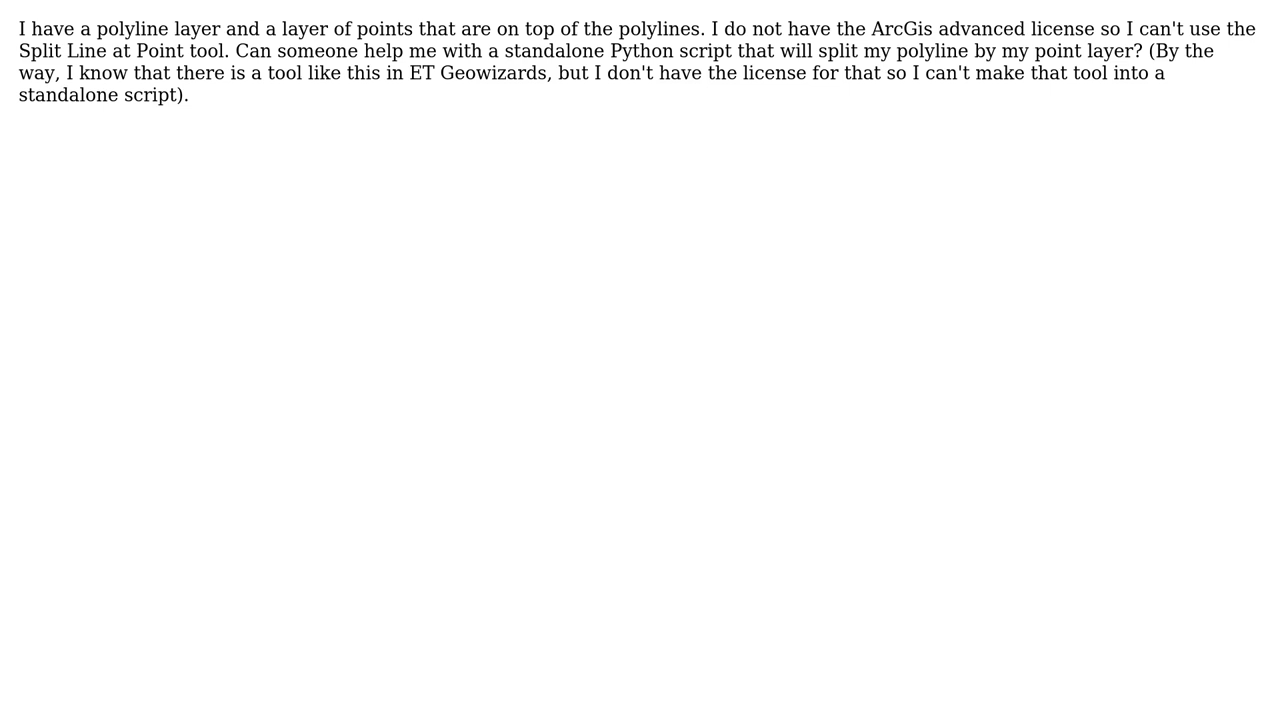 I have a polyline layer and a layer of points that are on top of the polylines. I do not have the ArcGis advanced license so I can't use the
Split Line at Point tool. Can someone help me with a standalone Python script that will split my polyline by my point layer? (By the
way, I know that there is a tool like this in ET Geowizards, but I don't have the license for that so I can't make that tool into a
standalone script).